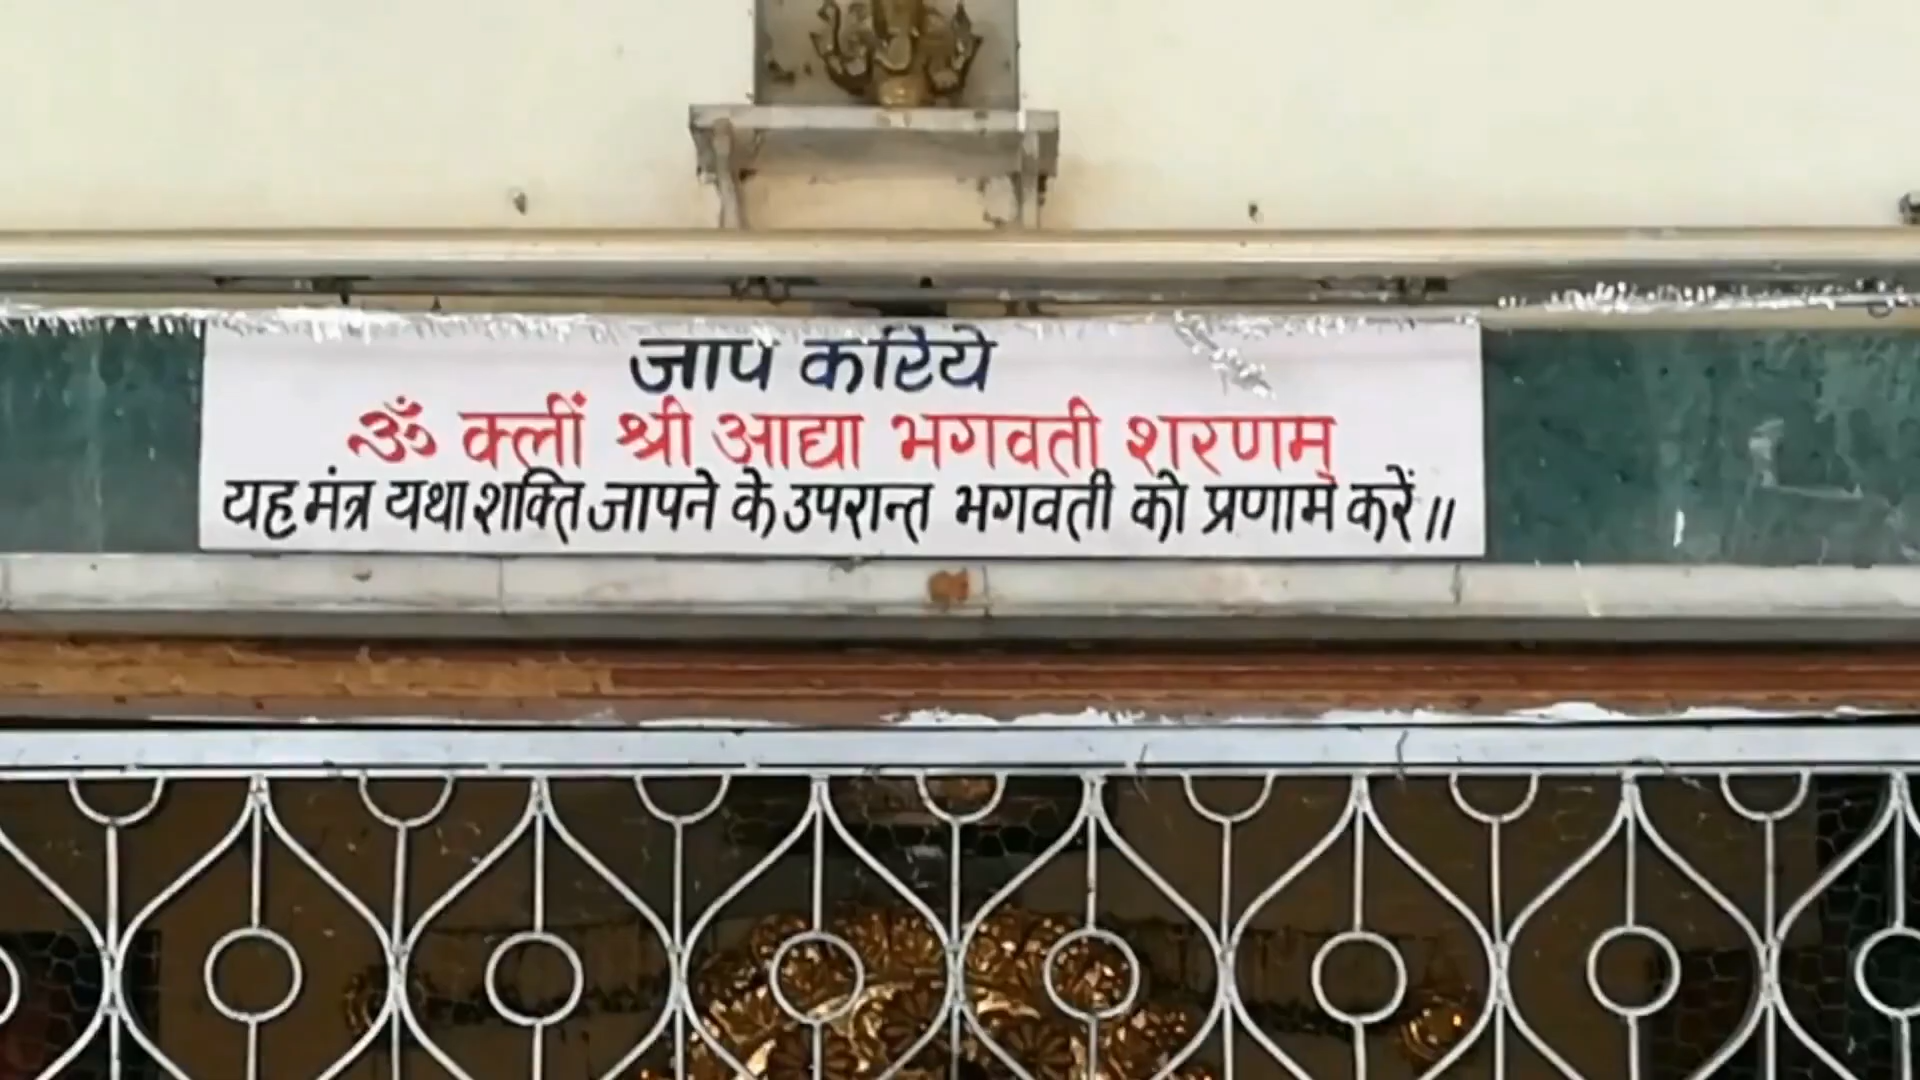 जाप करिये
ॐ क्लीं श्री आद्या भगवती शरणम्
यह मंत्र यथा शक्ति जापने के उपरान्त भगवती को प्रणाम करें॥